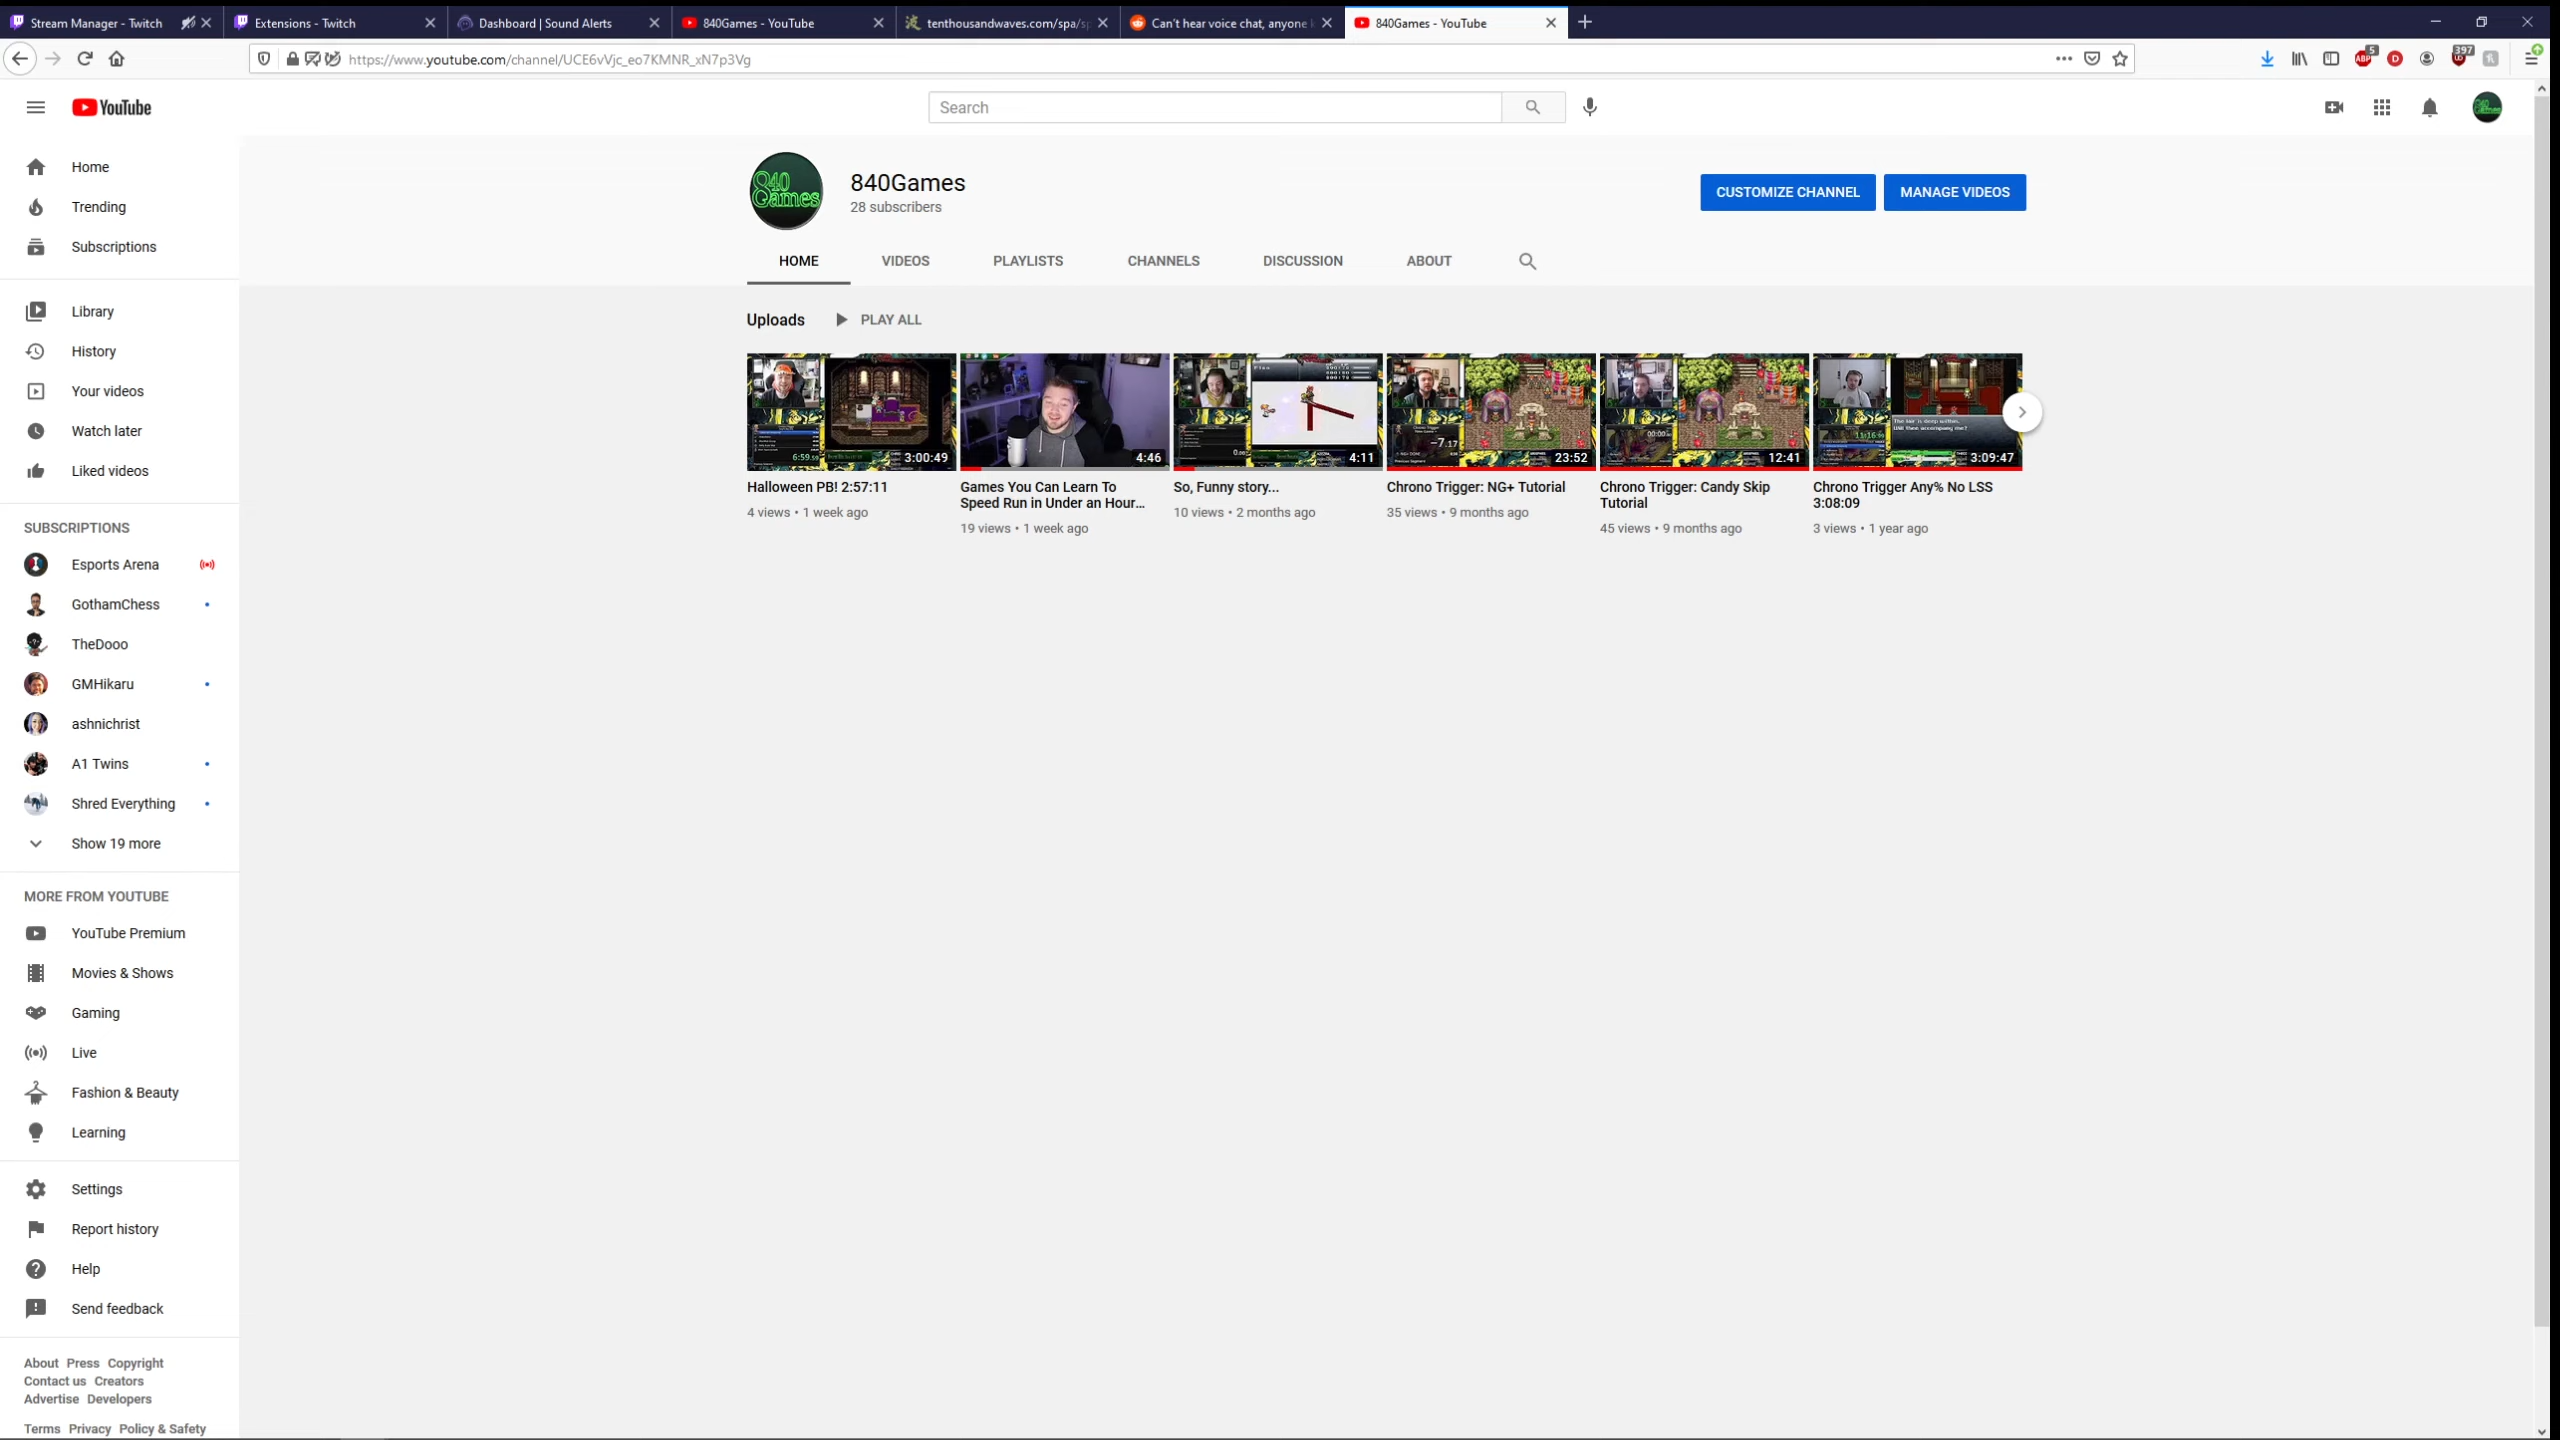 Stream Manager - Twitch
Extensions - Twitch
Dashboard | Sound Alerts
840Games - YouTube
tenthousandwaves.com/spa/s
Can't hear voice chat, anyone
840Games - YouTube
https://www.youtube.com/channel/UCE6vVjc_eo7KMNR_xN7p3Vg
5
397
YouTube
Search
Home
Trending
Subscriptions
Library
History
Your videos
Watch later
Liked videos
SUBSCRIPTIONS
Esports Arena
GothamChess
TheDooo
GMHikaru
ashnichrist
A1 Twins
Shred Everything
Show 19 more
MORE FROM YOUTUBE
YouTube Premium
Movies & Shows
Gaming
Live
Fashion & Beauty
Learning
Settings
Report history
Help
Send feedback
About Press Copyright
Contact us Creators
Advertise Developers
Terms Privacy Policy & Safety
840 Games
840Games
28 subscribers
CUSTOMIZE CHANNEL
MANAGE VIDEOS
HOME
VIDEOS
PLAYLISTS
CHANNELS
DISCUSSION
ABOUT
Uploads
PLAY ALL
3:00:49
Halloween PB! 2:57:11
4 views • 1 week ago
4:46
Games You Can Learn To
Speed Run in Under an Hour...
19 views • 1 week ago
4:11
So, Funny story...
10 views • 2 months ago
-7.17
23:52
Chrono Trigger: NG+ Tutorial
35 views • 9 months ago
12:41
Chrono Trigger: Candy Skip
Tutorial
45 views • 9 months ago
3:09:47
Chrono Trigger Any% No LSS
3:08:09
3 views • 1 year ago